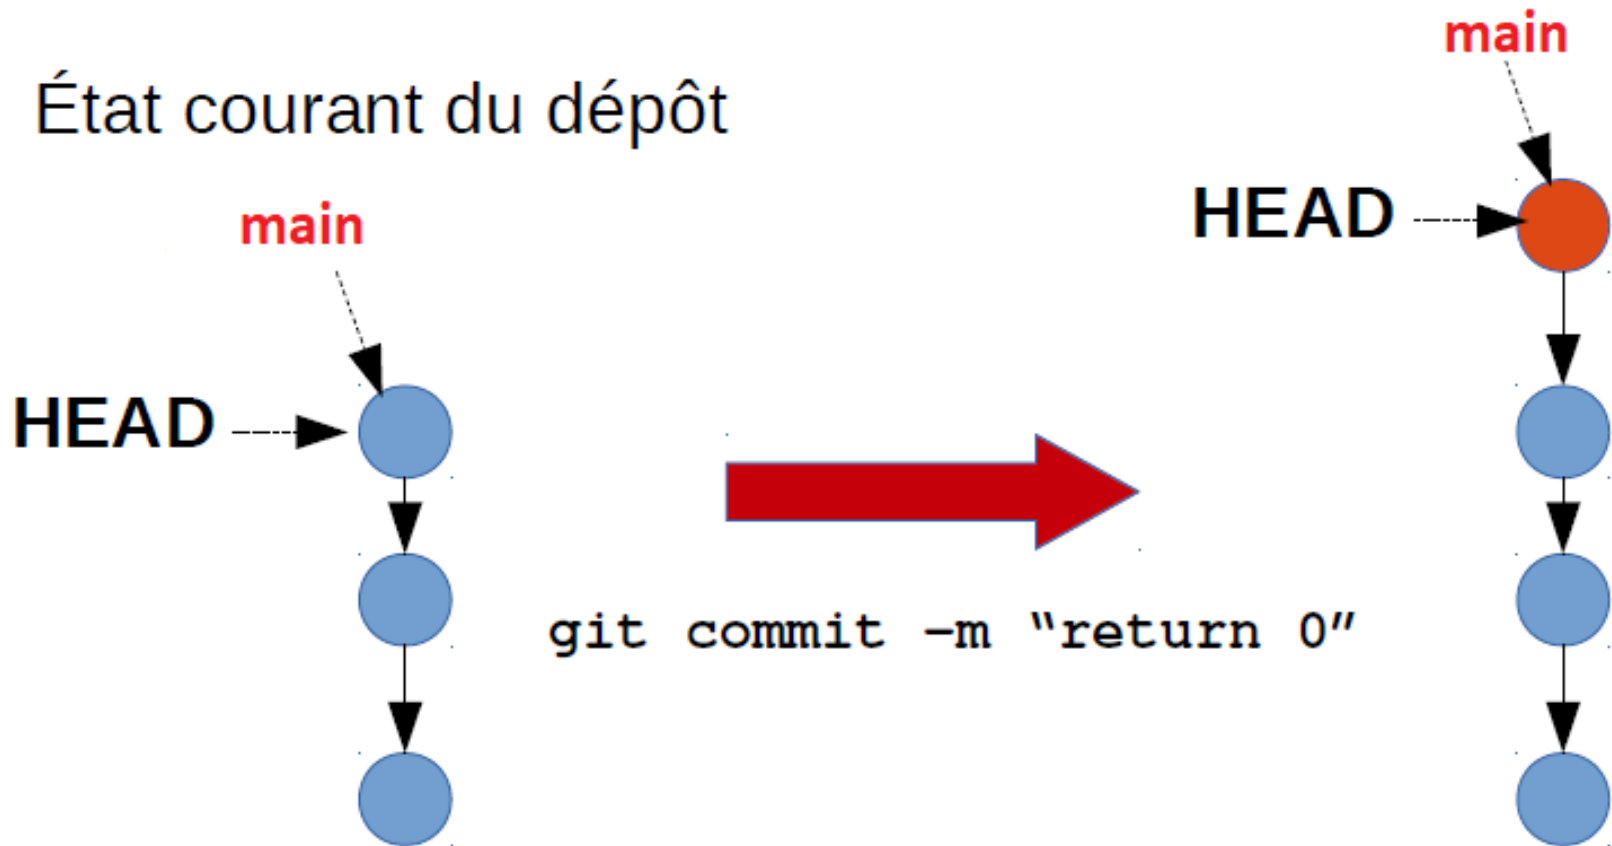 État courant du dépôt
main
HEAD
git commit –m “return 0”
main
HEAD